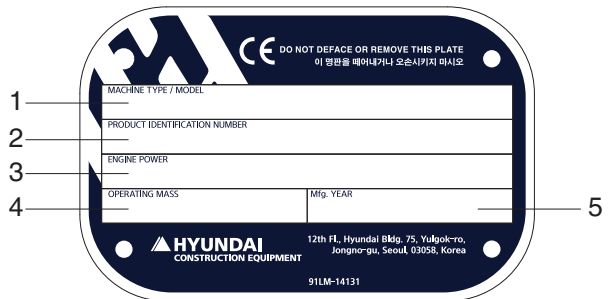 CE DO NOT DEFACE OR REMOVE THIS PLATE
이 명판을 떼어내거나 오손시키지 마시오
1 MACHINE TYPE / MODEL
2 PRODUCT IDENTIFICATION NUMBER
3 ENGINE POWER
4 OPERATING MASS Mfg. YEAR 5
HYUNDAI
CONSTRUCTION EQUIPMENT
12th Fl., Hyundai Bldg. 75, Yulgok-ro,
Jongno-gu, Seoul, 03058, Korea
91LM-14131